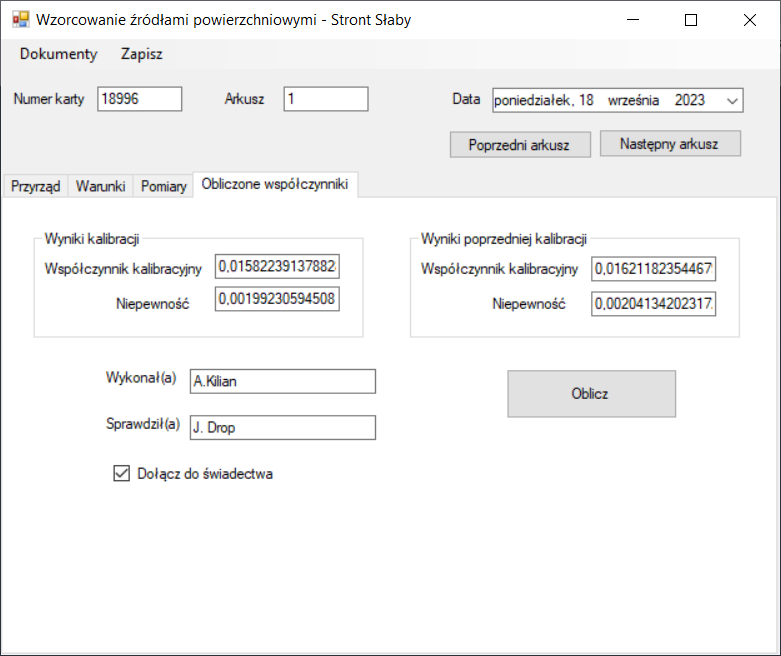 Wzorcowanie źródłami powierzchniowymi - Stront Słaby
Dokumenty Zapisz
Numer karty 18996 Arkusz 1 Data poniedziałek, 18 września 2023
Poprzedni arkusz Następny arkusz
Przyrząd Warunki Pomiary Obliczone współczynniki
Wyniki kalibracji Wyniki poprzedniej kalibracji
Współczynnik kalibracyjny 0,01582239137882 Współczynnik kalibracyjny 0,0162118235446
Niepewność 0,00199230594508 Niepewność 0,0020413420231
Wykonał(a) A.Kilian Oblicz
Sprawdził(a) J. Drop
Dołącz do świadectwa